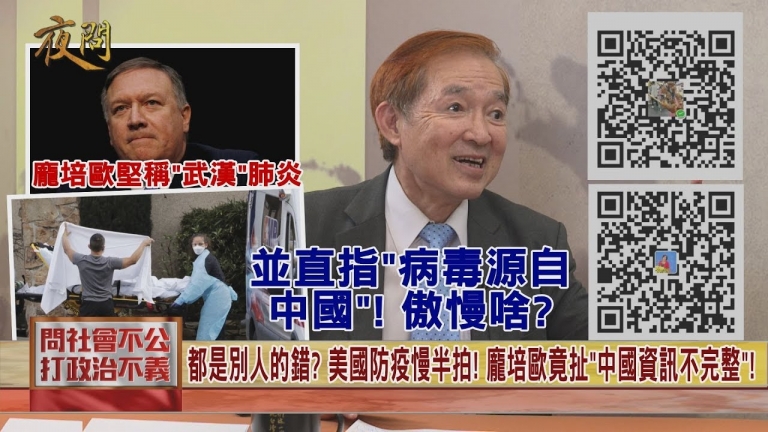 夜問
龐培歐堅稱"武漢"肺炎
並直指"病毒源自
中國"! 傲慢啥?
問社會不公
打政治不義
都是別人的錯? 美國防疫慢半拍! 龐培歐竟扯"中國資訊不完整"!